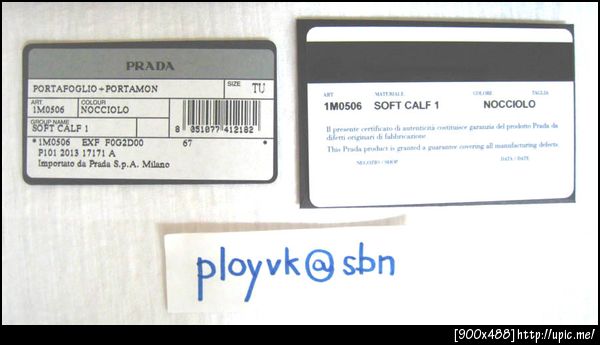 PRADA
PORTAFOGLIO+PORTAMON
SIZE TU
ART COLOUR
1M0506 NOCCIOLO
GROUP NAME
SOFT CALF 1
8 051077 412182
*1M0506 EXF F0G2D00 67 *
P101 2013 17171 A
Importato da Prada S.p.A. Milano
ART MATERIALE COLORE TAGLIA
1M0506 SOFT CALF 1 NOCCIOLO
Il presente certificato di autenticità costituisce garanzia del prodotto Prada da
difetti originari di fabbricazione
This Prada product is granted a guarantee covering all manufacturing defects
NEGOZIO / SHOP DATA / DATE
ployvk@sbn
[900x488]http://upic.me/